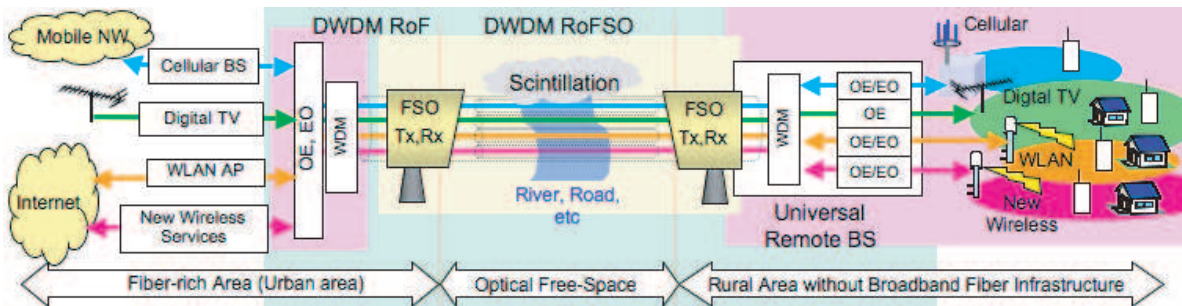 DWDM RoF
DWDM RoFSO
Mobile NW
Cellular BS
Digital TV
WLAN AP
Internet
New Wireless
Services
OE, EO
WDM
FSO
Tx,Rx
Scintillation
River, Road,
etc
FSO
Tx,Rx
WDM
OE/EO
OE
OE/EO
OE/EO
Universal
Remote BS
Cellular
Digtal TV
WLAN
New
Wireless
Fiber-rich Area (Urban area)
Optical Free-Space
Rural Area without Broadband Fiber Infrastructure